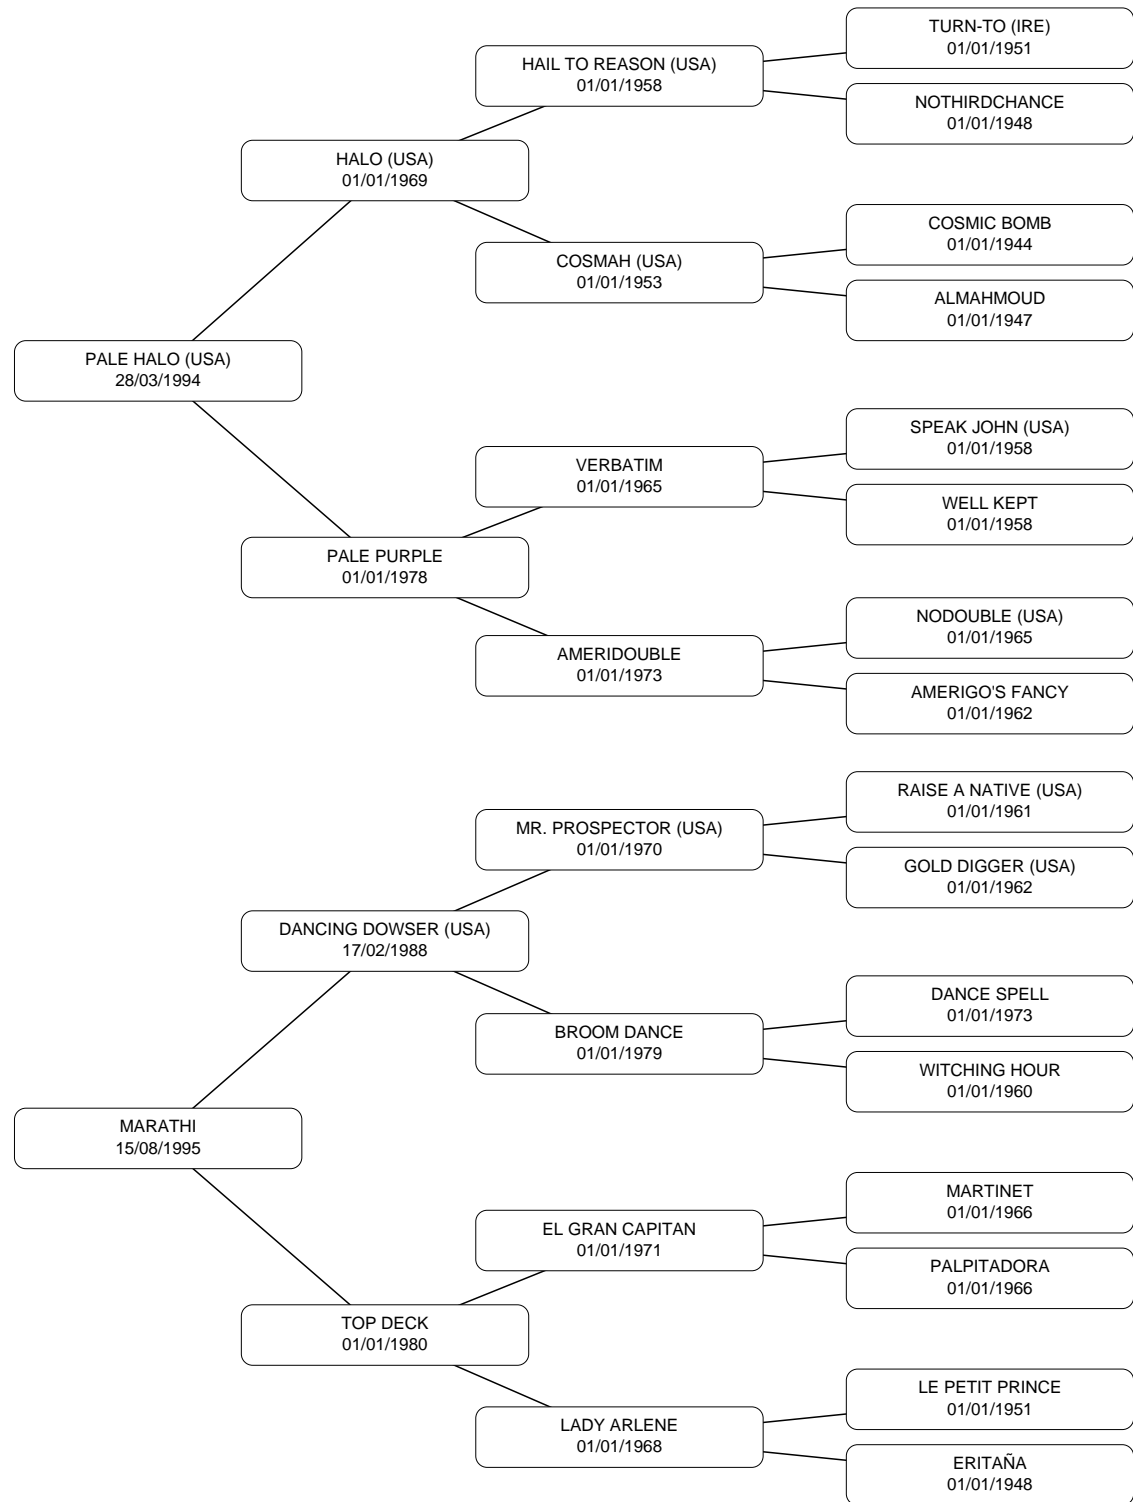 TURN-TO (IRE)
01/01/1951
HAIL TO REASON (USA)
01/01/1958
NOTHIRDCHANCE
01/01/1948
HALO (USA)
01/01/1969
COSMIC BOMB
01/01/1944
COSMAH (USA)
01/01/1953
ALMAHMOUD
01/01/1947
PALE HALO (USA)
28/03/1994
SPEAK JOHN (USA)
01/01/1958
VERBATIM
01/01/1965
WELL KEPT
01/01/1958
PALE PURPLE
01/01/1978
NODOUBLE (USA)
01/01/1965
AMERIDOUBLE
01/01/1973
AMERIGO'S FANCY
01/01/1962
RAISE A NATIVE (USA)
01/01/1961
MR. PROSPECTOR (USA)
01/01/1970
GOLD DIGGER (USA)
01/01/1962
DANCING DOWSER (USA)
17/02/1988
DANCE SPELL
01/01/1973
BROOM DANCE
01/01/1979
WITCHING HOUR
01/01/1960
MARATHI
15/08/1995
MARTINET
01/01/1966
EL GRAN CAPITAN
01/01/1971
PALPITADORA
01/01/1966
TOP DECK
01/01/1980
LE PETIT PRINCE
01/01/1951
LADY ARLENE
01/01/1968
ERITAÑA
01/01/1948